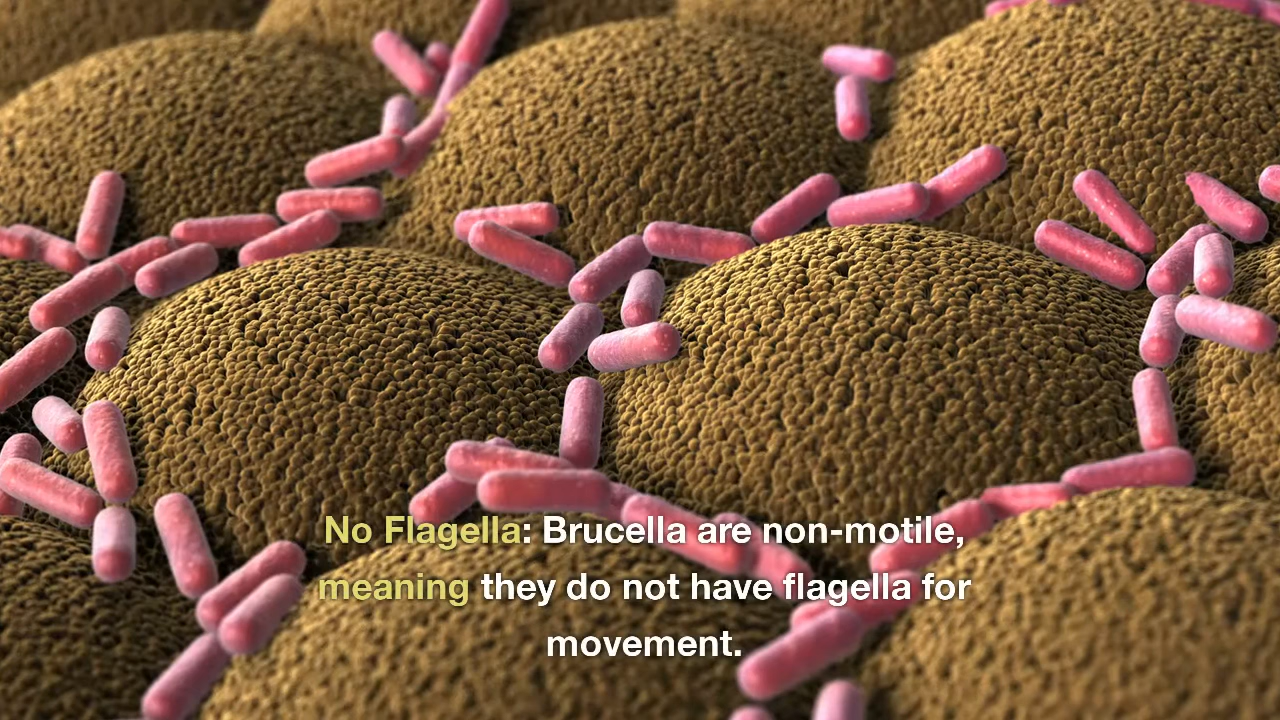 No Flagella: Brucella are non-motile,
meaning they do not have flagella for
movement.